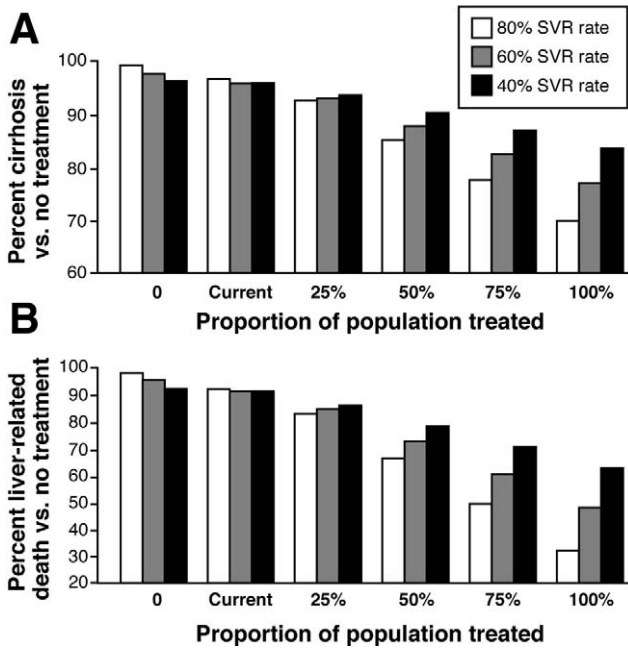 A
80% SVR rate
60% SVR rate
40% SVR rate
Percent cirrhosis
vs. no treatment
100
90
80
70
60
0 Current 25% 50% 75% 100%
Proportion of population treated
B
Percent liver-related
death vs. no treatment
100
90
80
70
60
50
40
30
20
0 Current 25% 50% 75% 100%
Proportion of population treated